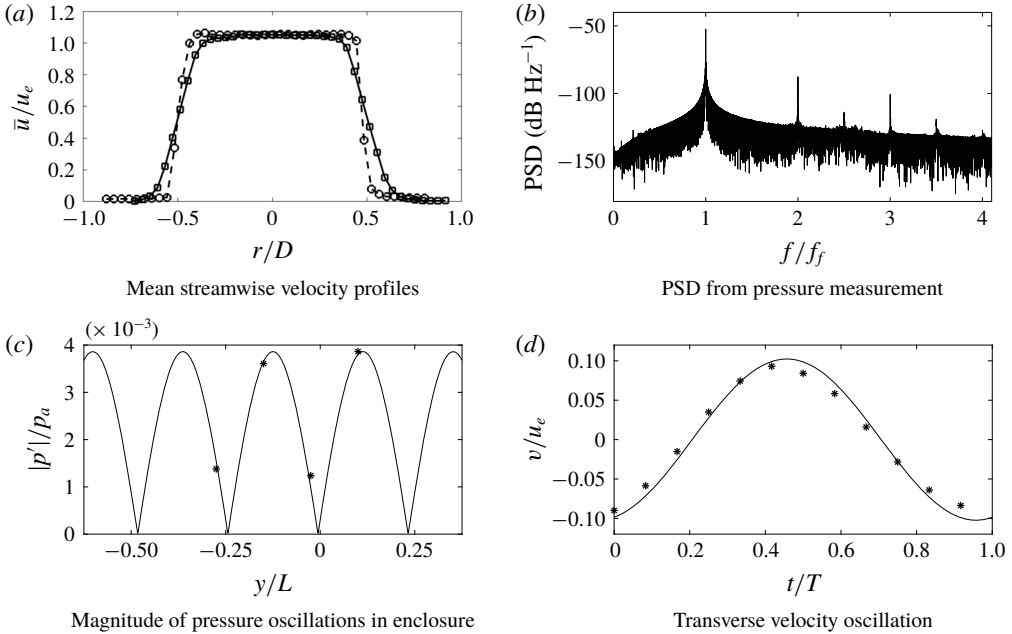 (a)
1.2
1.0
0.8
0.6
0.4
0.2
0
−1.0
−0.5
0
0.5
1.0
ū/u_e
r/D
Mean streamwise velocity profiles
(b)
−50
−100
−150
0
1
2
3
4
PSD (dB Hz⁻¹)
f/f_f
PSD from pressure measurement
(c)
(× 10⁻³)
4
3
2
1
0
−0.50
−0.25
0
0.25
|p′|/p_a
y/L
Magnitude of pressure oscillations in enclosure
(d)
0.10
0.05
0
−0.05
−0.10
0
0.2
0.4
0.6
0.8
1.0
v/u_e
t/T
Transverse velocity oscillation